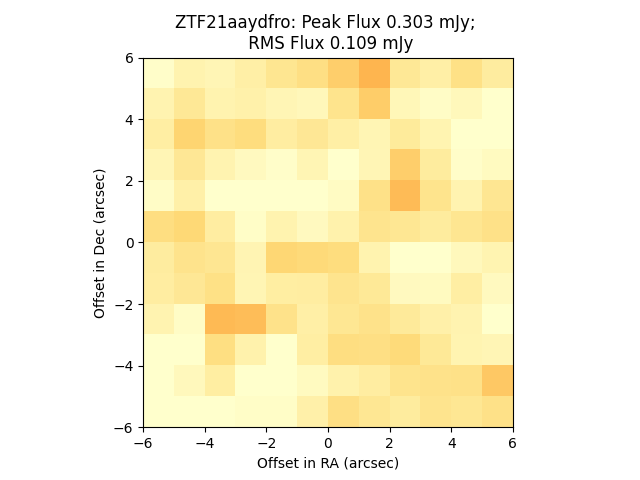 ZTF21aaydfro: Peak Flux 0.303 mJy;
RMS Flux 0.109 mJy
6
4
2
0
−2
−4
−6
Offset in Dec (arcsec)
−6 −4 −2 0 2 4 6
Offset in RA (arcsec)